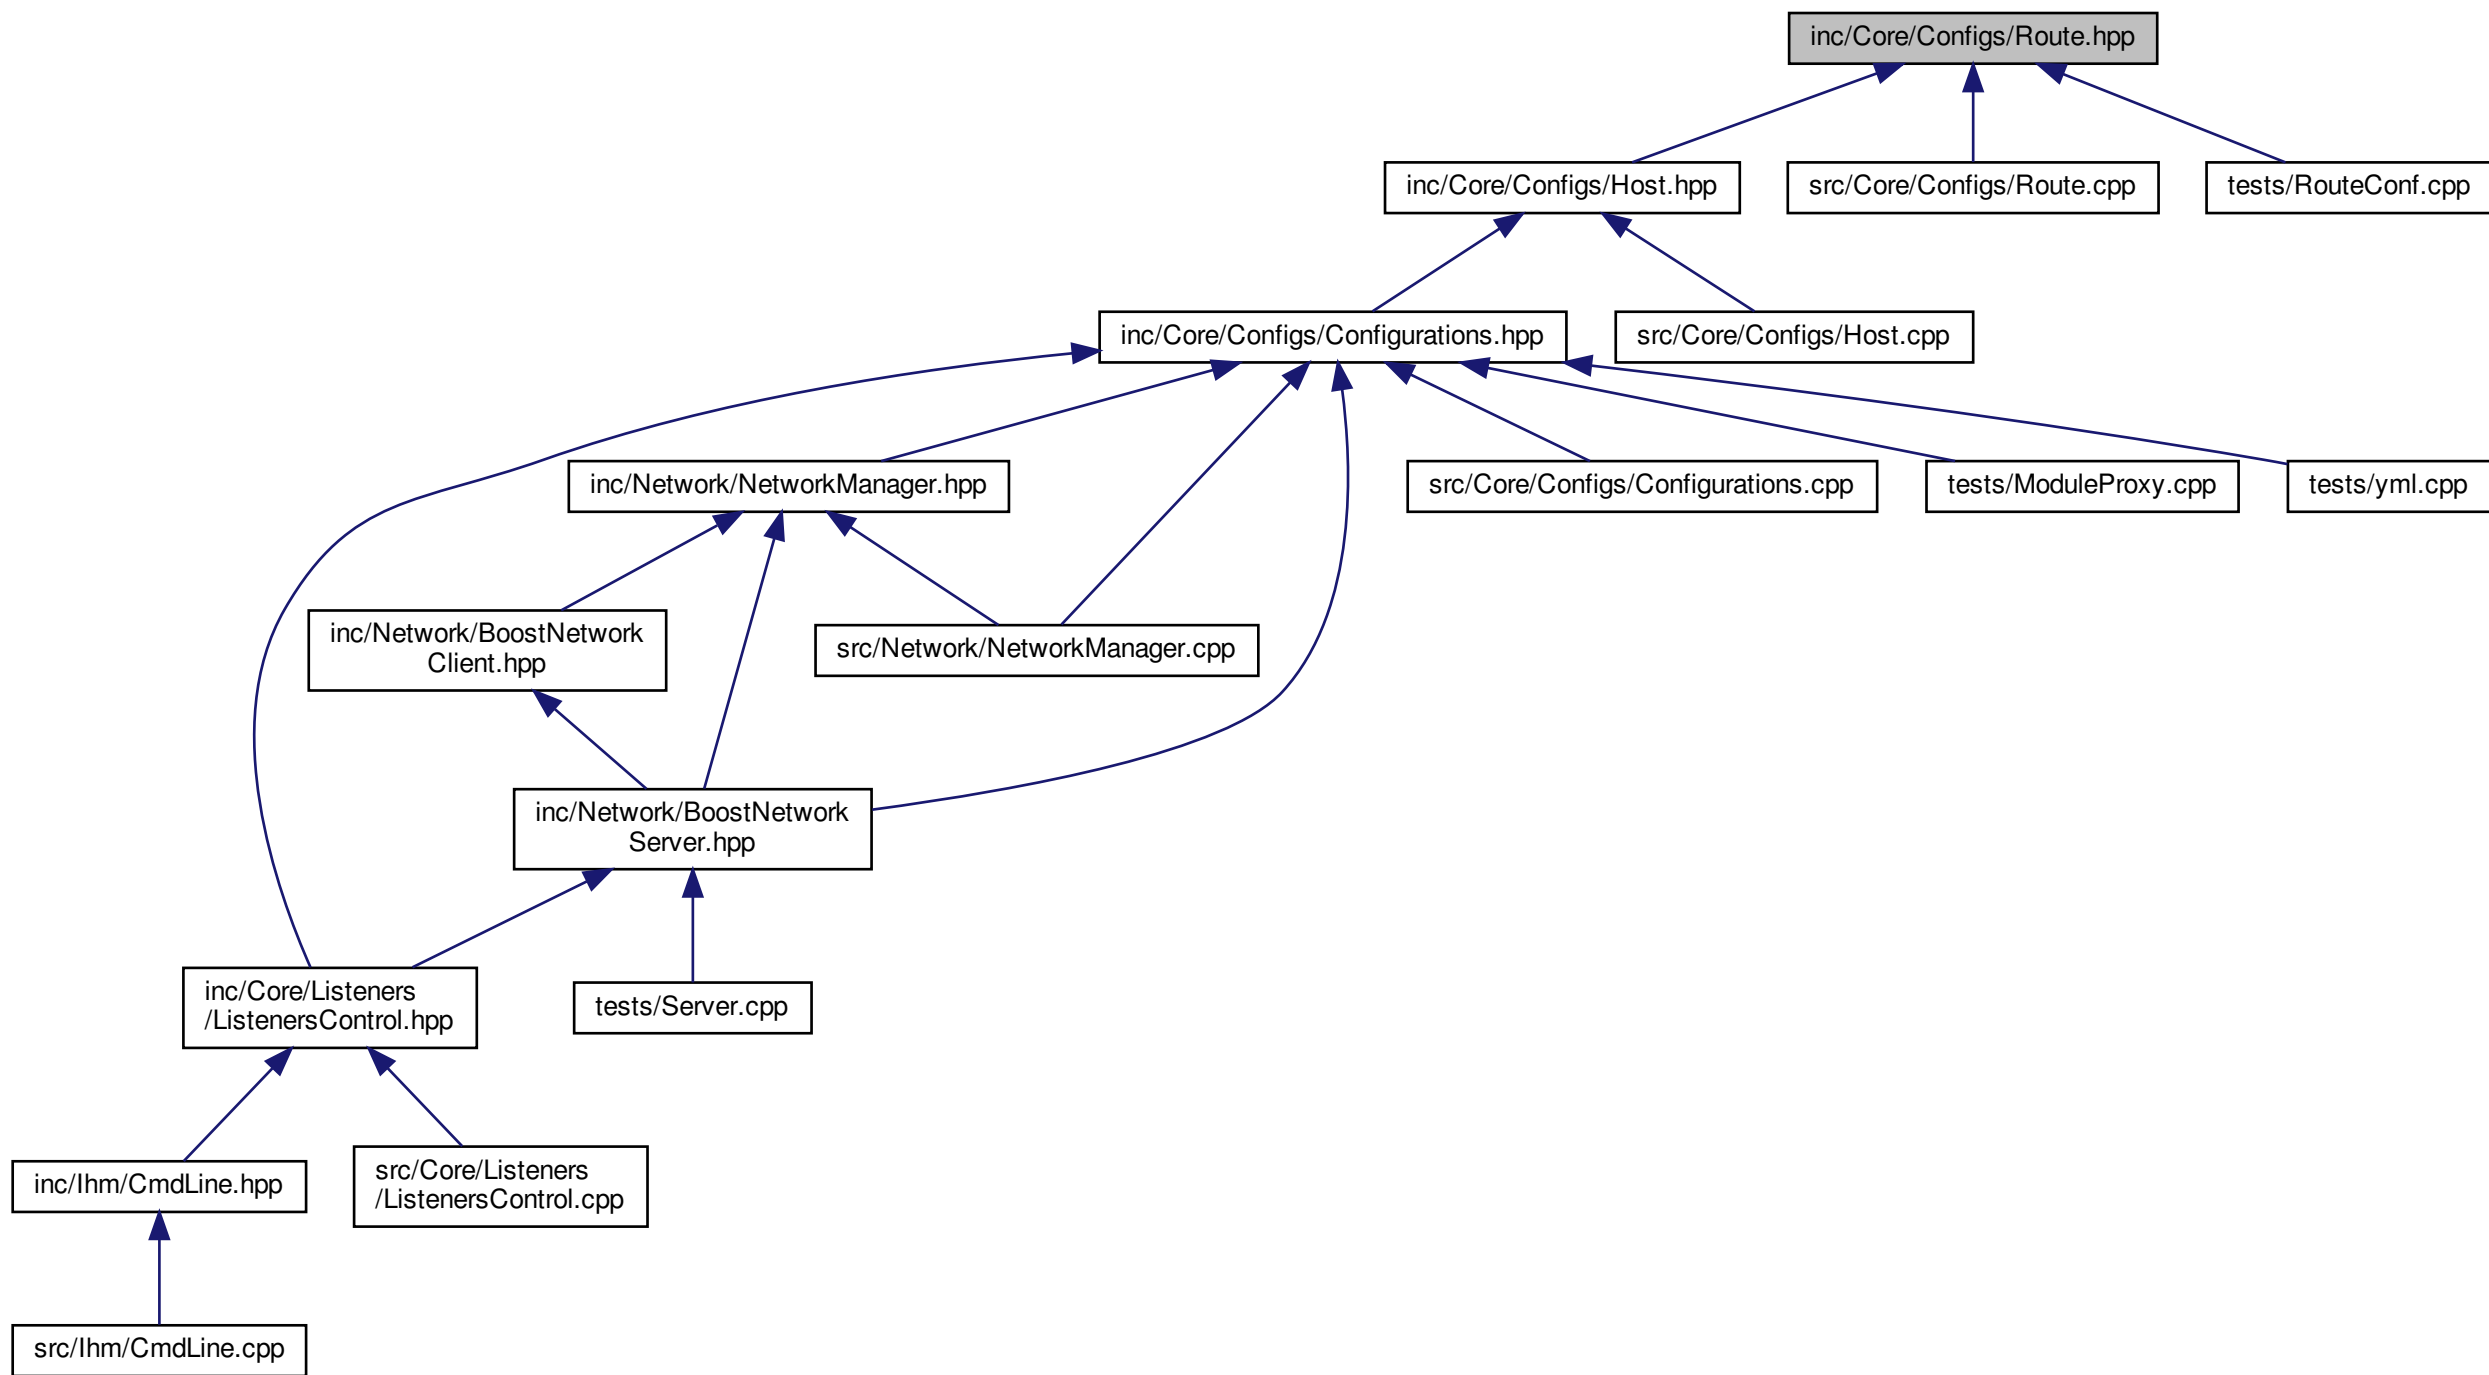 inc/Core/Configs/Route.hpp
inc/Core/Configs/Host.hpp
src/Core/Configs/Route.cpp
tests/RouteConf.cpp
inc/Core/Configs/Configurations.hpp
src/Core/Configs/Host.cpp
inc/Network/NetworkManager.hpp
src/Core/Configs/Configurations.cpp
tests/ModuleProxy.cpp
tests/yml.cpp
inc/Network/BoostNetwork
Client.hpp
src/Network/NetworkManager.cpp
inc/Network/BoostNetwork
Server.hpp
inc/Core/Listeners
/ListenersControl.hpp
tests/Server.cpp
inc/Ihm/CmdLine.hpp
src/Core/Listeners
/ListenersControl.cpp
src/Ihm/CmdLine.cpp